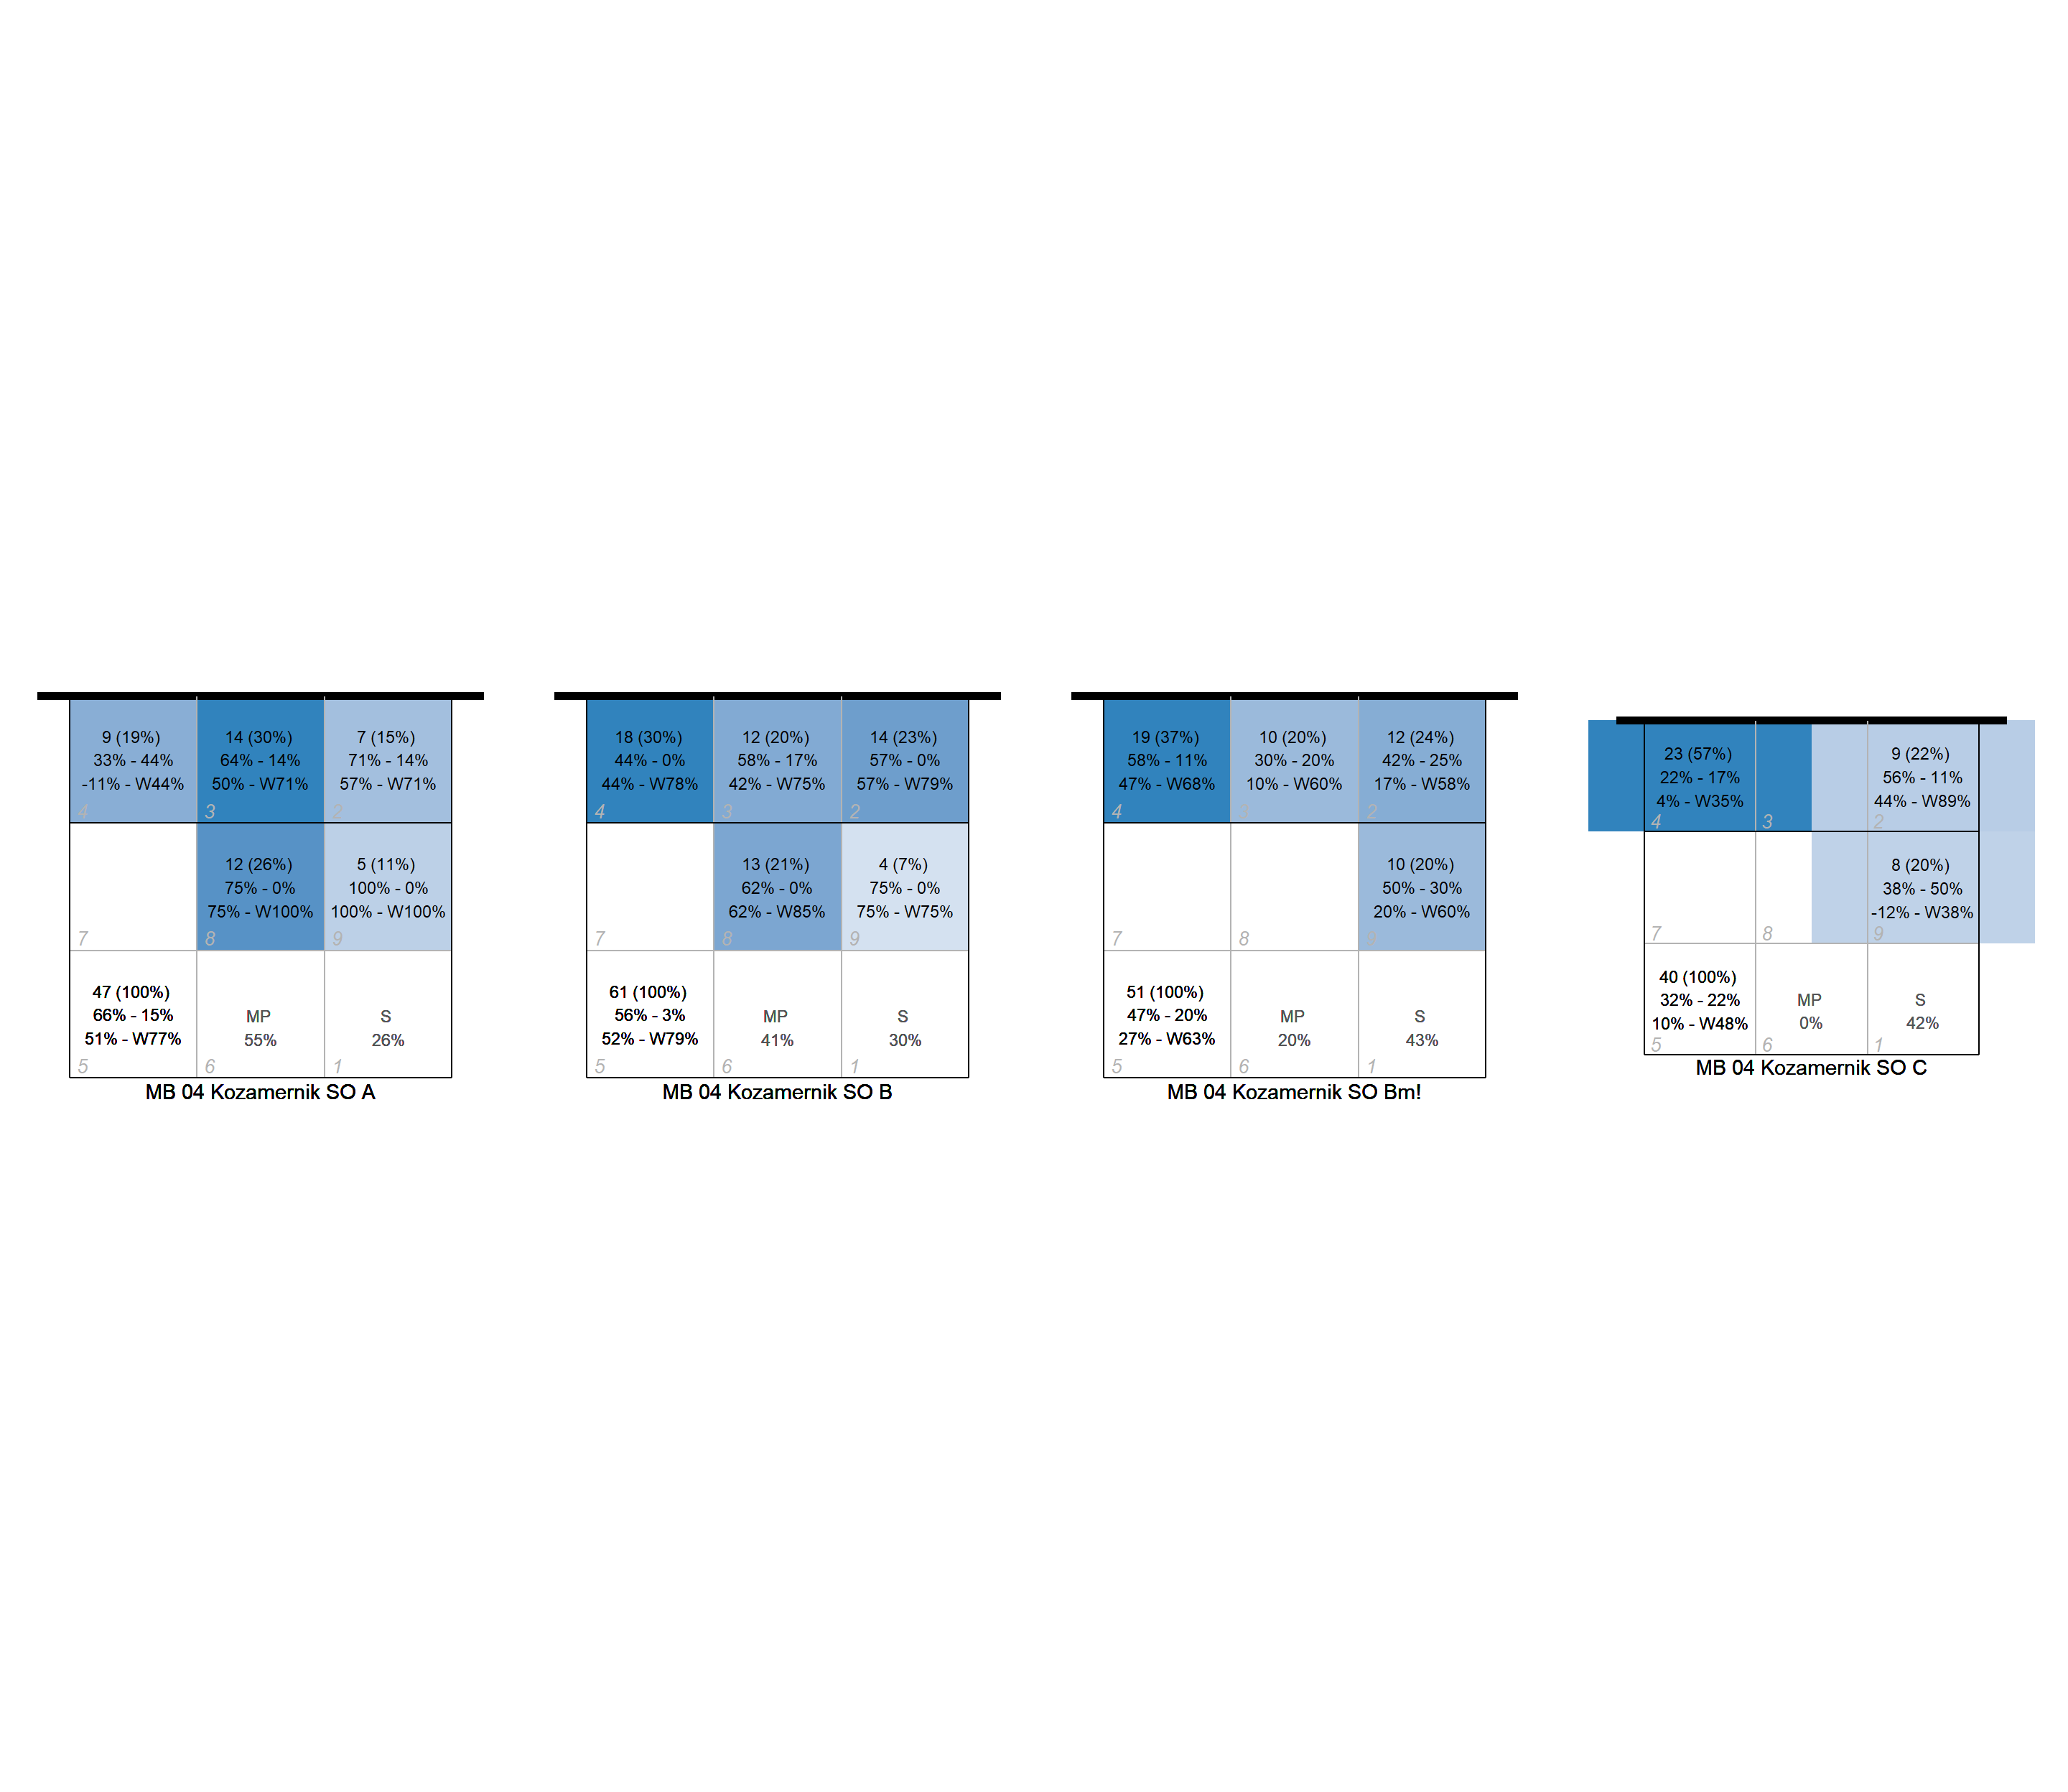 9 (19%)
33% - 44%
-11% - W44%
4
14 (30%)
64% - 14%
50% - W71%
3
7 (15%)
71% - 14%
57% - W71%
2
7
12 (26%)
75% - 0%
75% - W100%
8
5 (11%)
100% - 0%
100% - W100%
9
47 (100%)
66% - 15%
51% - W77%
5
MP
55%
6
S
26%
1
MB 04 Kozamernik SO A
18 (30%)
44% - 0%
44% - W78%
4
12 (20%)
58% - 17%
42% - W75%
3
14 (23%)
57% - 0%
57% - W79%
2
7
13 (21%)
62% - 0%
62% - W85%
8
4 (7%)
75% - 0%
75% - W75%
9
61 (100%)
56% - 3%
52% - W79%
5
MP
41%
6
S
30%
1
MB 04 Kozamernik SO B
19 (37%)
58% - 11%
47% - W68%
4
10 (20%)
30% - 20%
10% - W60%
3
12 (24%)
42% - 25%
17% - W58%
2
7
8
10 (20%)
50% - 30%
20% - W60%
51 (100%)
47% - 20%
27% - W63%
5
MP
20%
6
S
43%
1
MB 04 Kozamernik SO Bm!
23 (57%)
22% - 17%
4% - W35%
4
3
9 (22%)
56% - 11%
44% - W89%
2
7
8
8 (20%)
38% - 50%
-12% - W38%
9
40 (100%)
32% - 22%
10% - W48%
5
MP
0%
6
S
42%
1
MB 04 Kozamernik SO C